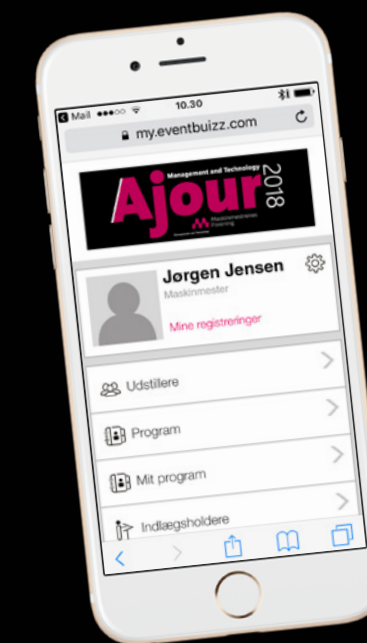 Mail
10.30
my.eventbuizz.com
Management and Technology
Ajour 2018
Maskinmestrenes
Forening
Jørgen Jensen
Maskinmester
Mine registreringer
Udstillere
Program
Mit program
Indlægsholdere